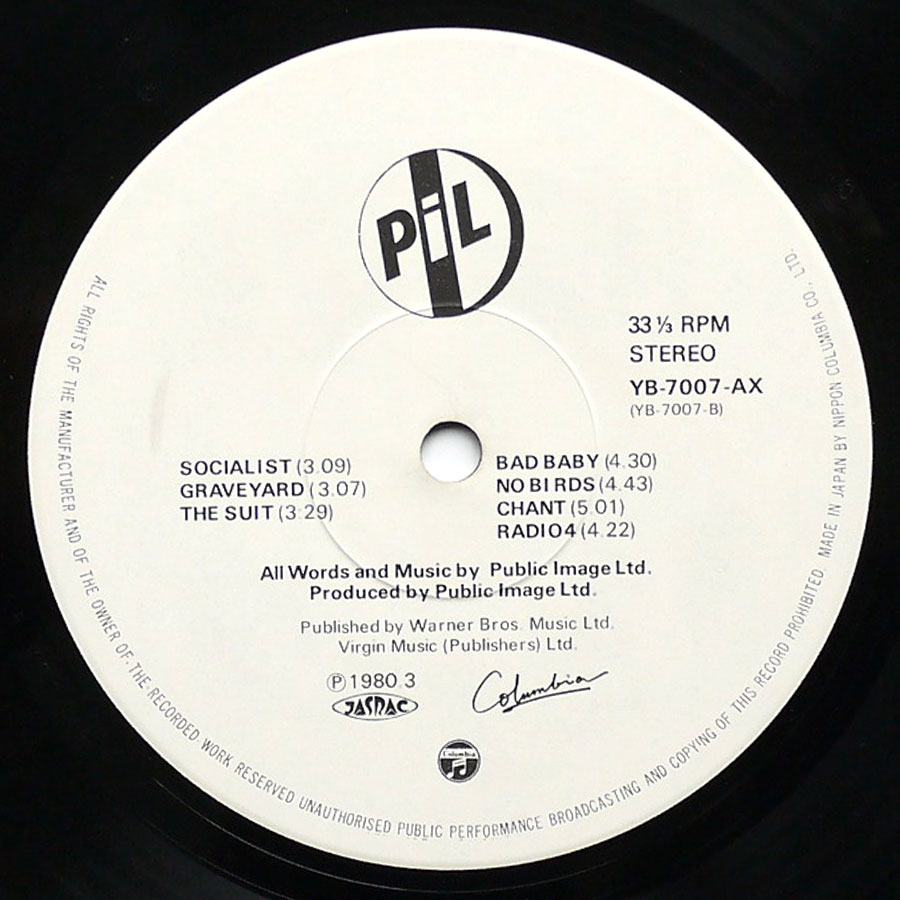 PiL
33 ⅓ RPM
STEREO
YB-7007-AX
(YB-7007-B)
SOCIALIST (3.09)
GRAVEYARD (3.07)
THE SUIT (3:29)
BAD BABY (4.30)
NO BIRDS (4.43)
CHANT (5.01)
RADIO 4 (4.22)
All Words and Music by Public Image Ltd.
Produced by Public Image Ltd.
Published by Warner Bros. Music Ltd.
Virgin Music (Publishers) Ltd.
Ⓟ 1980.3
JASRAC
Columbia
Columbia
ALL RIGHTS OF THE MANUFACTURER AND OF THE OWNER OF THE RECORDED WORK RESERVED UNAUTHORISED PUBLIC PERFORMANCE BROADCASTING AND COPYING OF THIS RECORD PROHIBITED. MADE IN JAPAN BY NIPPON COLUMBIA CO., LTD.